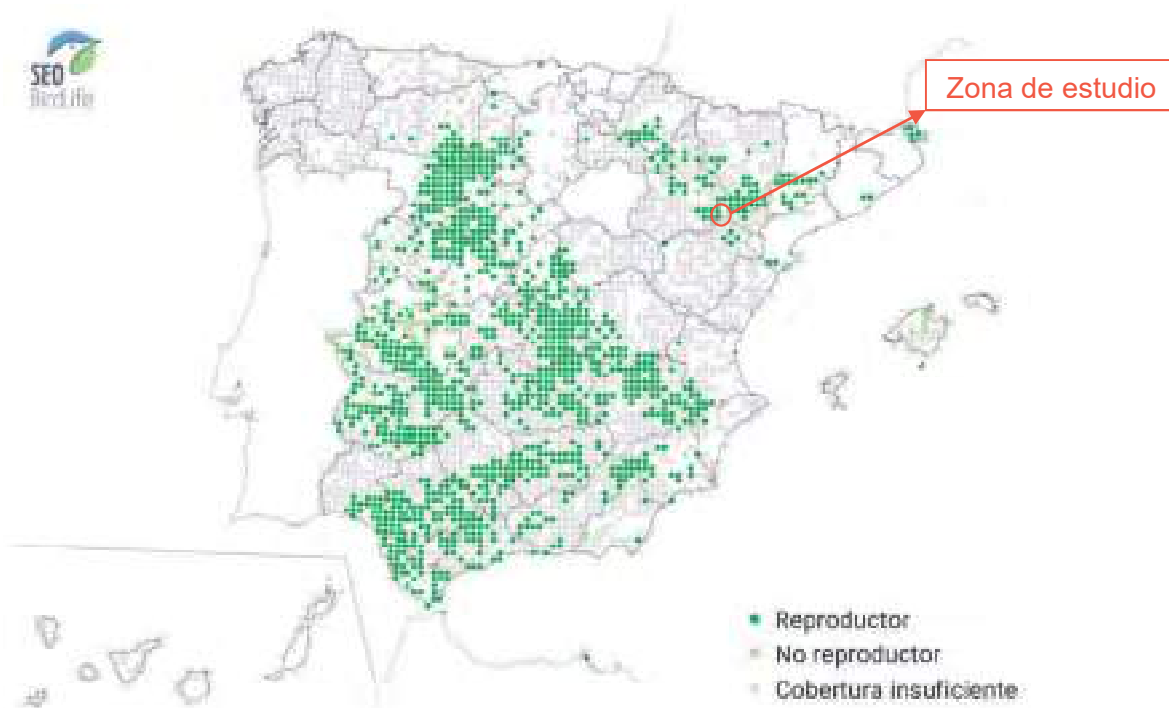 SEO
BirdLife
Zona de estudio
Reproductor
No reproductor
Cobertura insuficiente